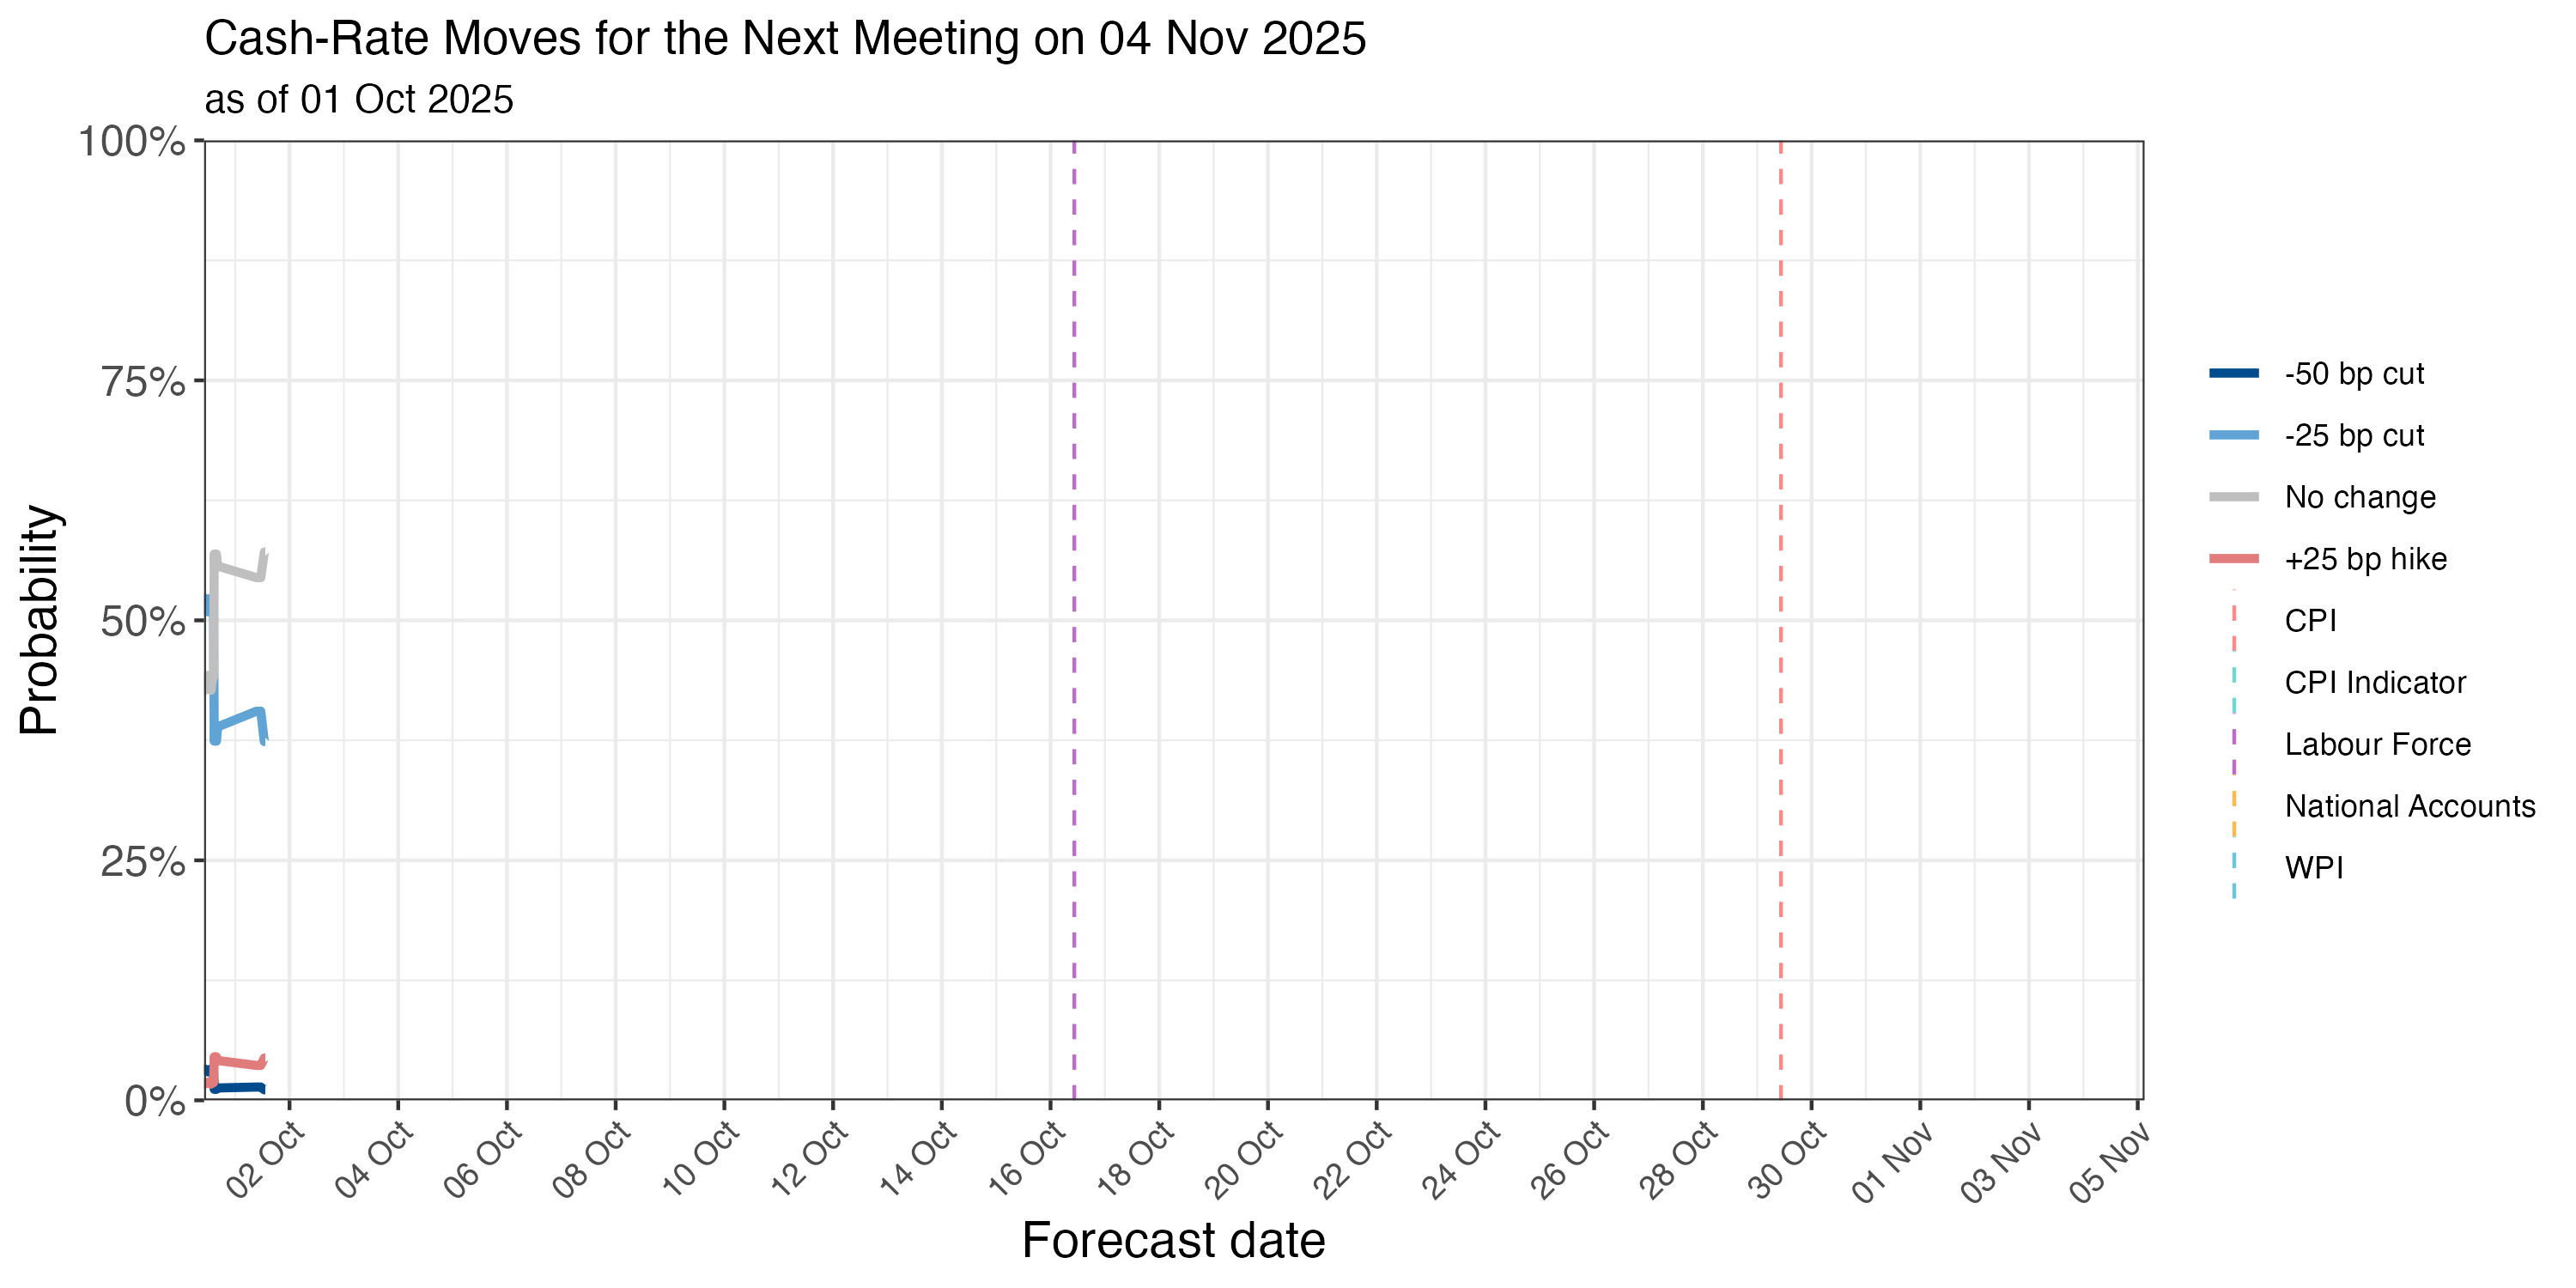 Cash-Rate Moves for the Next Meeting on 04 Nov 2025
as of 01 Oct 2025
100%
75%
50%
25%
0%
Probability
02 Oct
04 Oct
06 Oct
08 Oct
10 Oct
12 Oct
14 Oct
16 Oct
18 Oct
20 Oct
22 Oct
24 Oct
26 Oct
28 Oct
30 Oct
01 Nov
03 Nov
05 Nov
Forecast date
-50 bp cut
-25 bp cut
No change
+25 bp hike
CPI
CPI Indicator
Labour Force
National Accounts
WPI